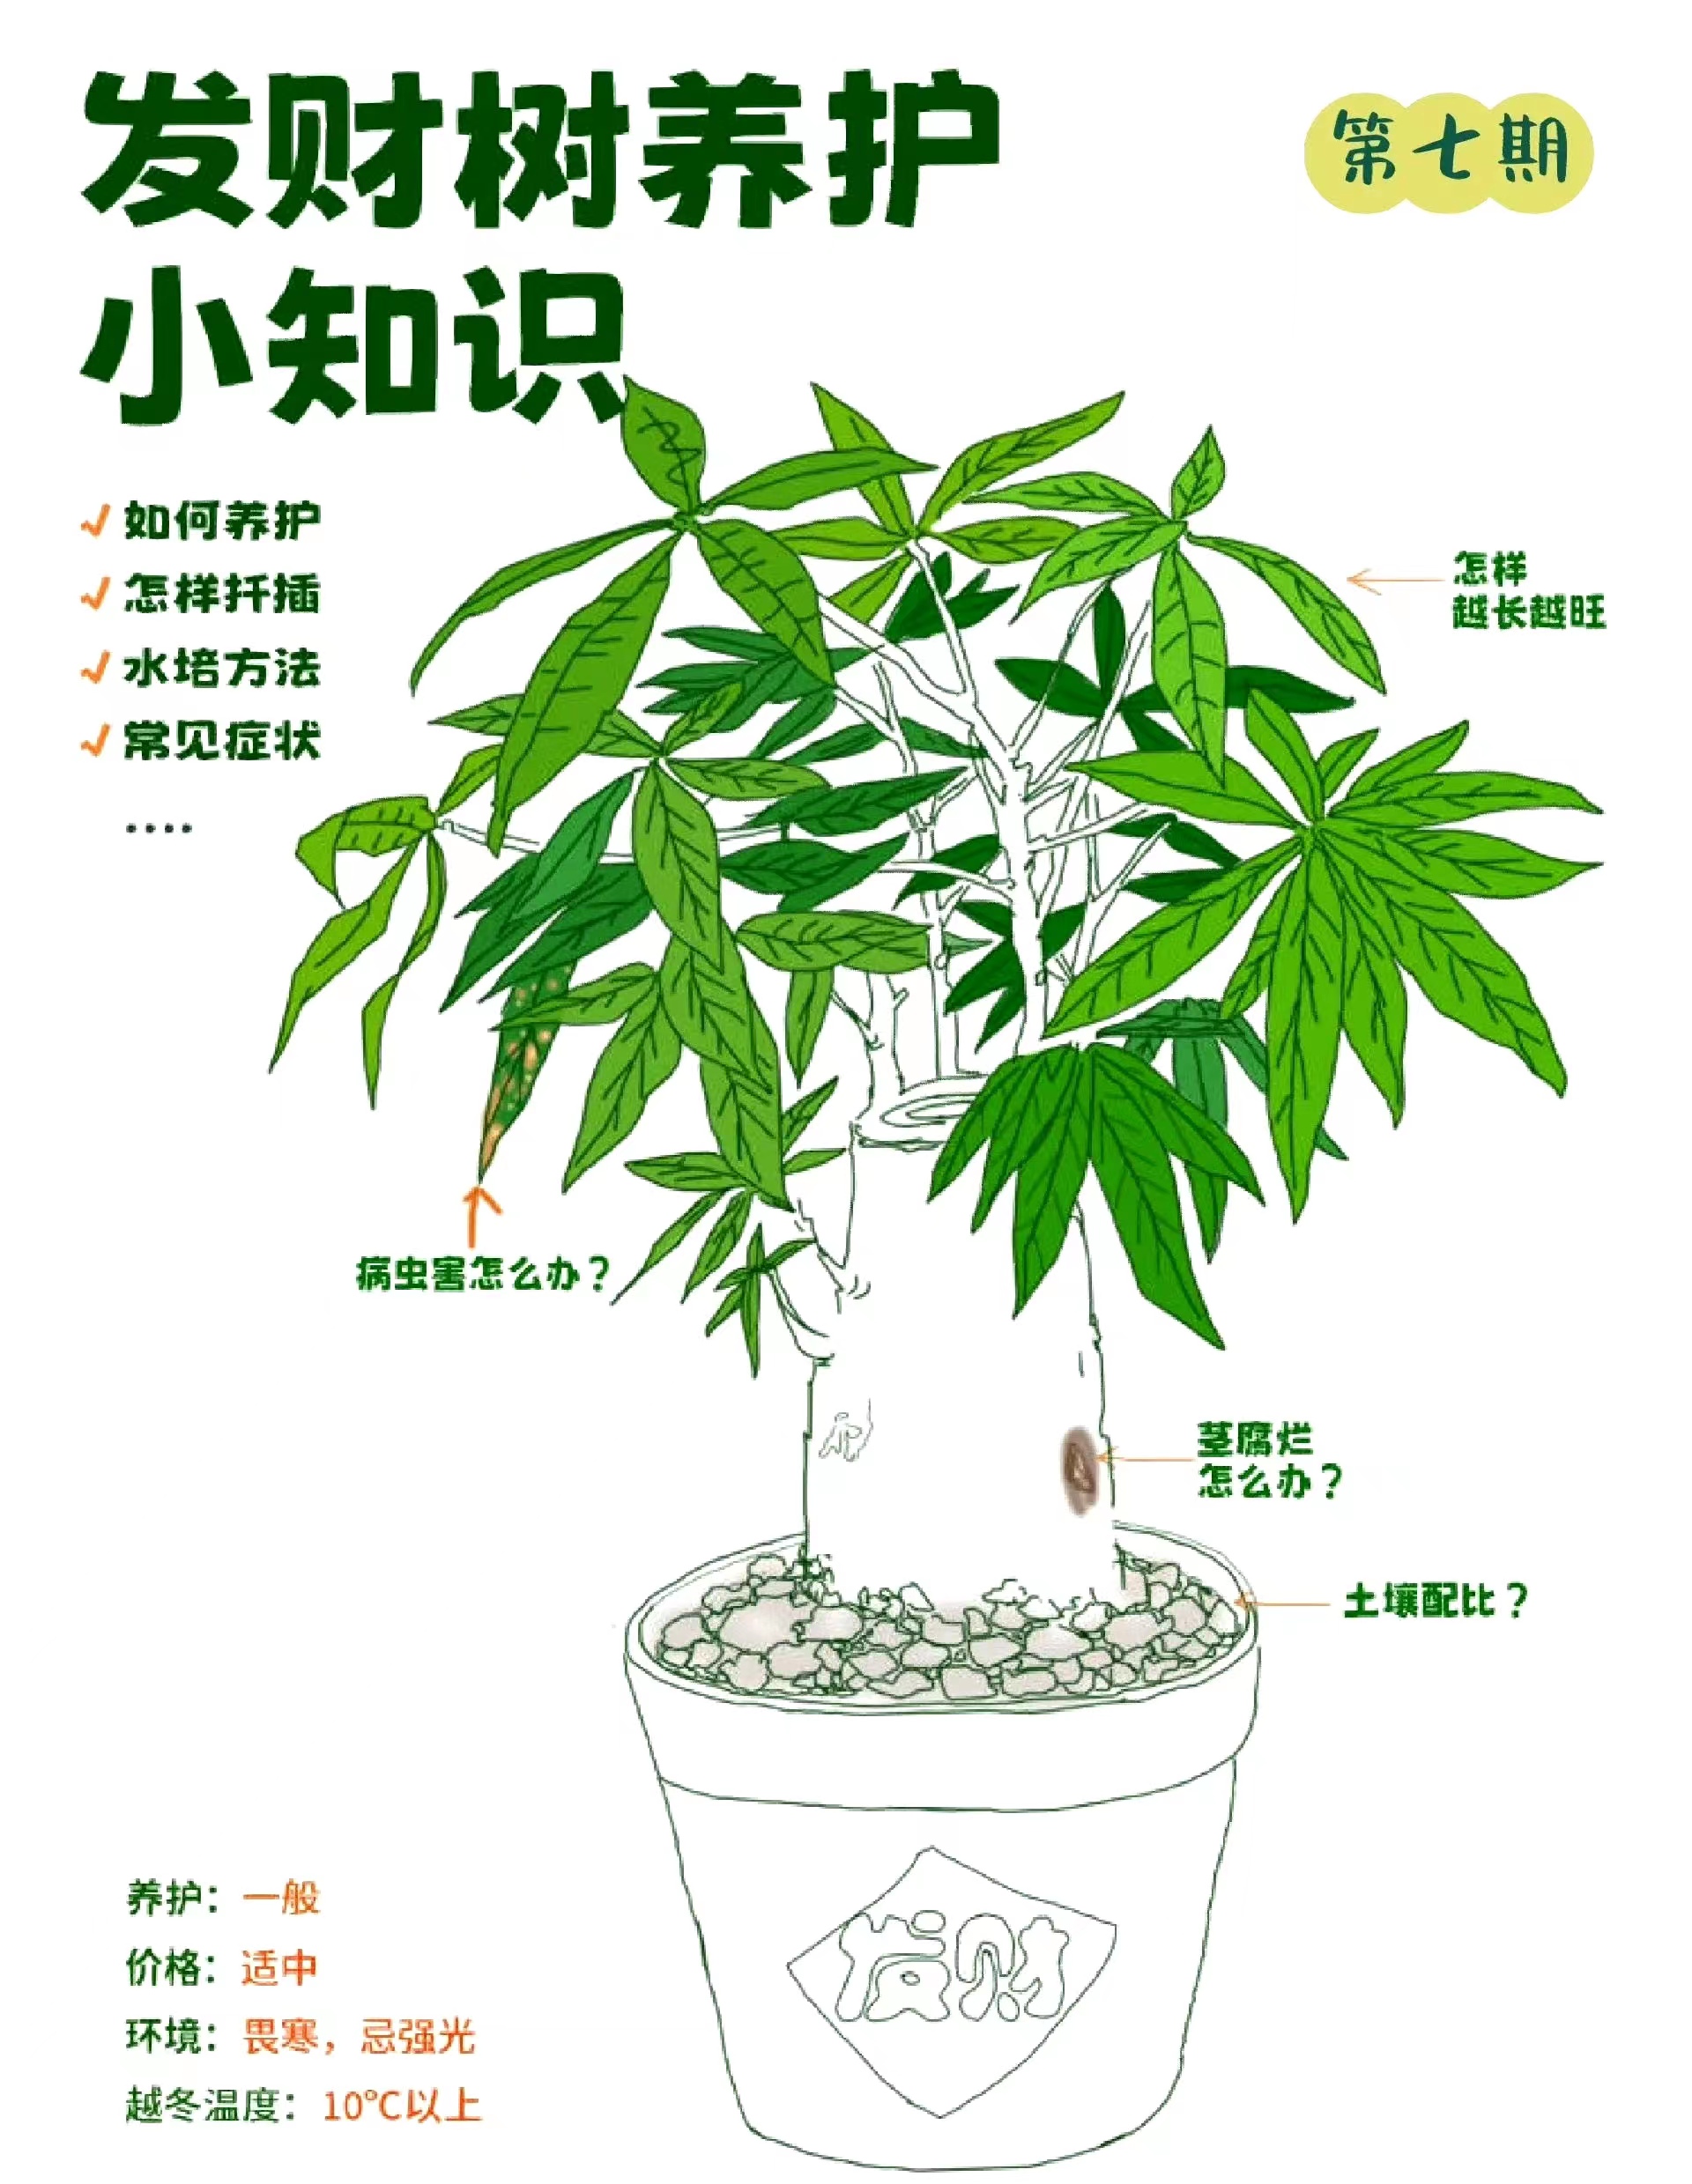 发财树养护
小知识
第七期
✓ 如何养护
✓ 怎样扦插
✓ 水培方法
✓ 常见症状
....
怎样
越长越旺
病虫害怎么办？
茎腐烂
怎么办？
土壤配比？
发财
养护：一般
价格：适中
环境：畏寒，忌强光
越冬温度：10°C以上